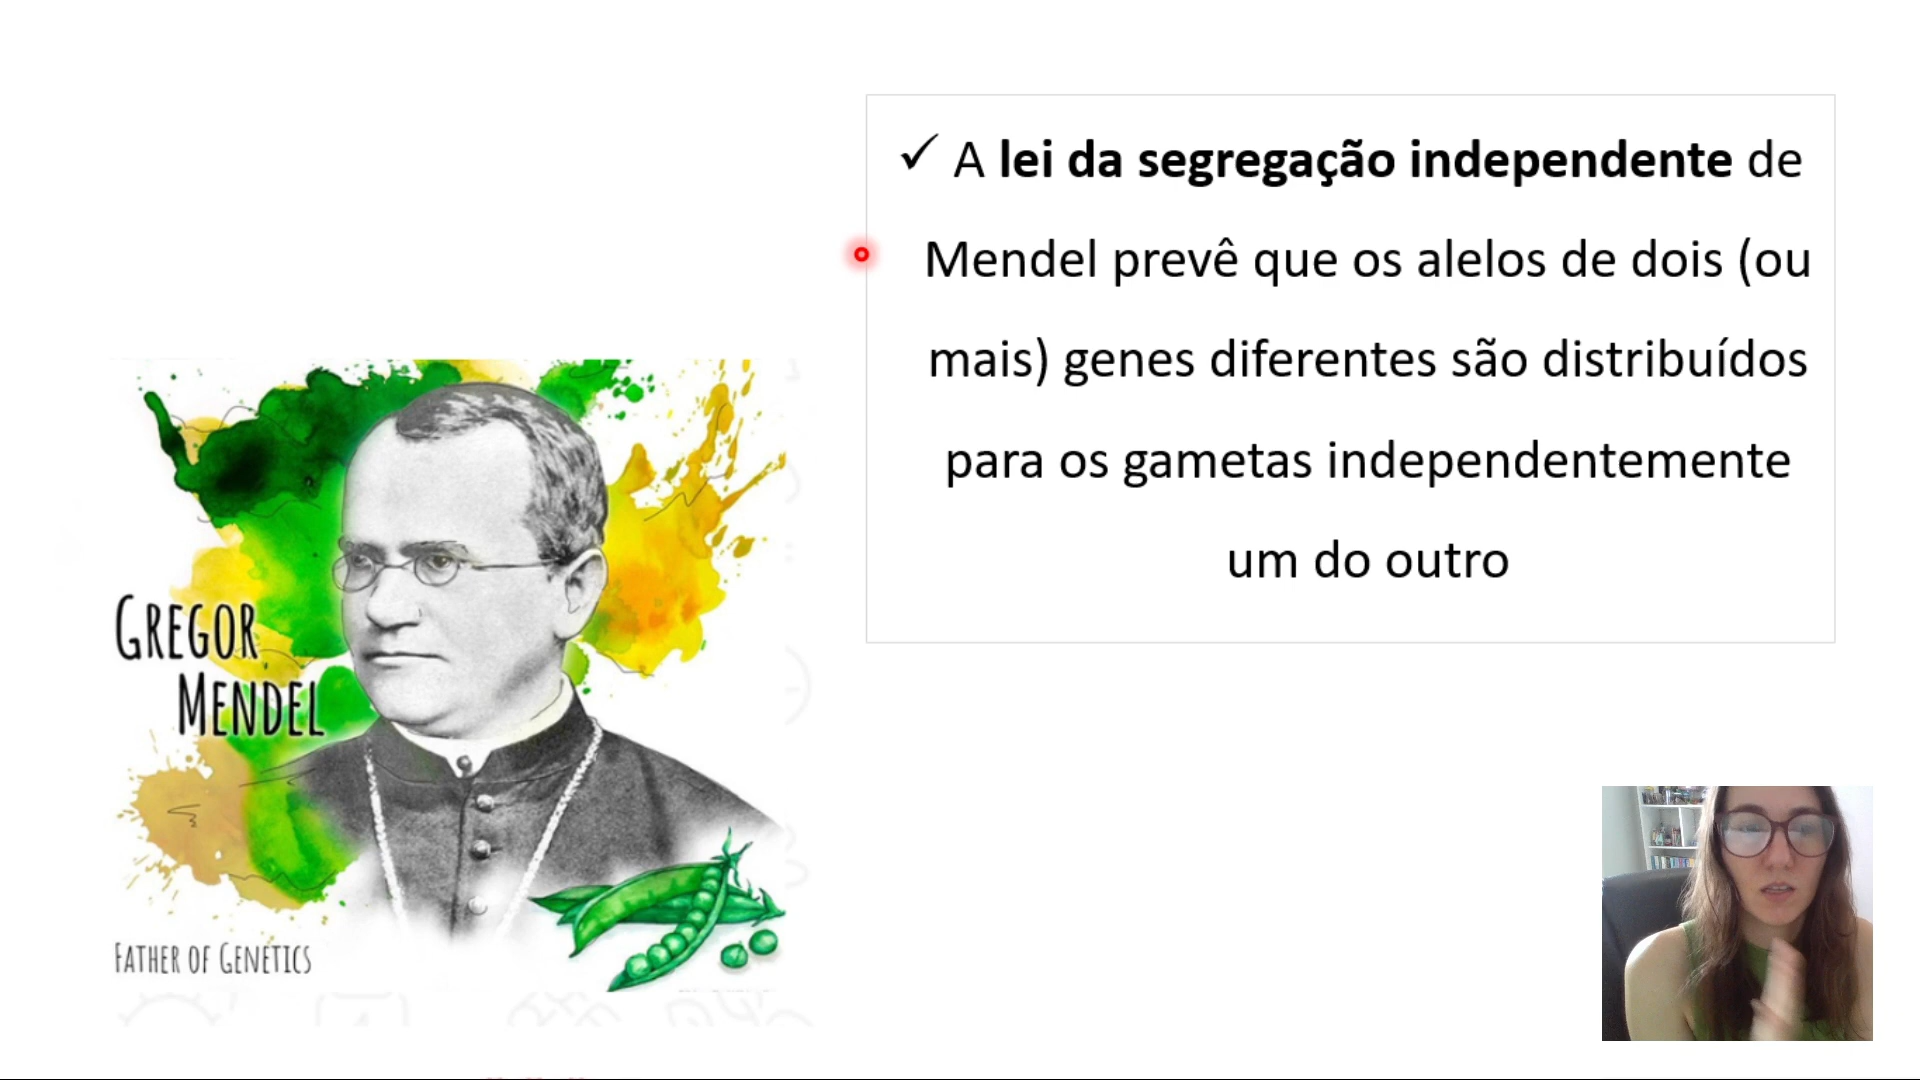 ✓ A lei da segregação independente de
Mendel prevê que os alelos de dois (ou
mais) genes diferentes são distribuídos
para os gametas independentemente
um do outro
GREGOR
MENDEL
FATHER OF GENETICS